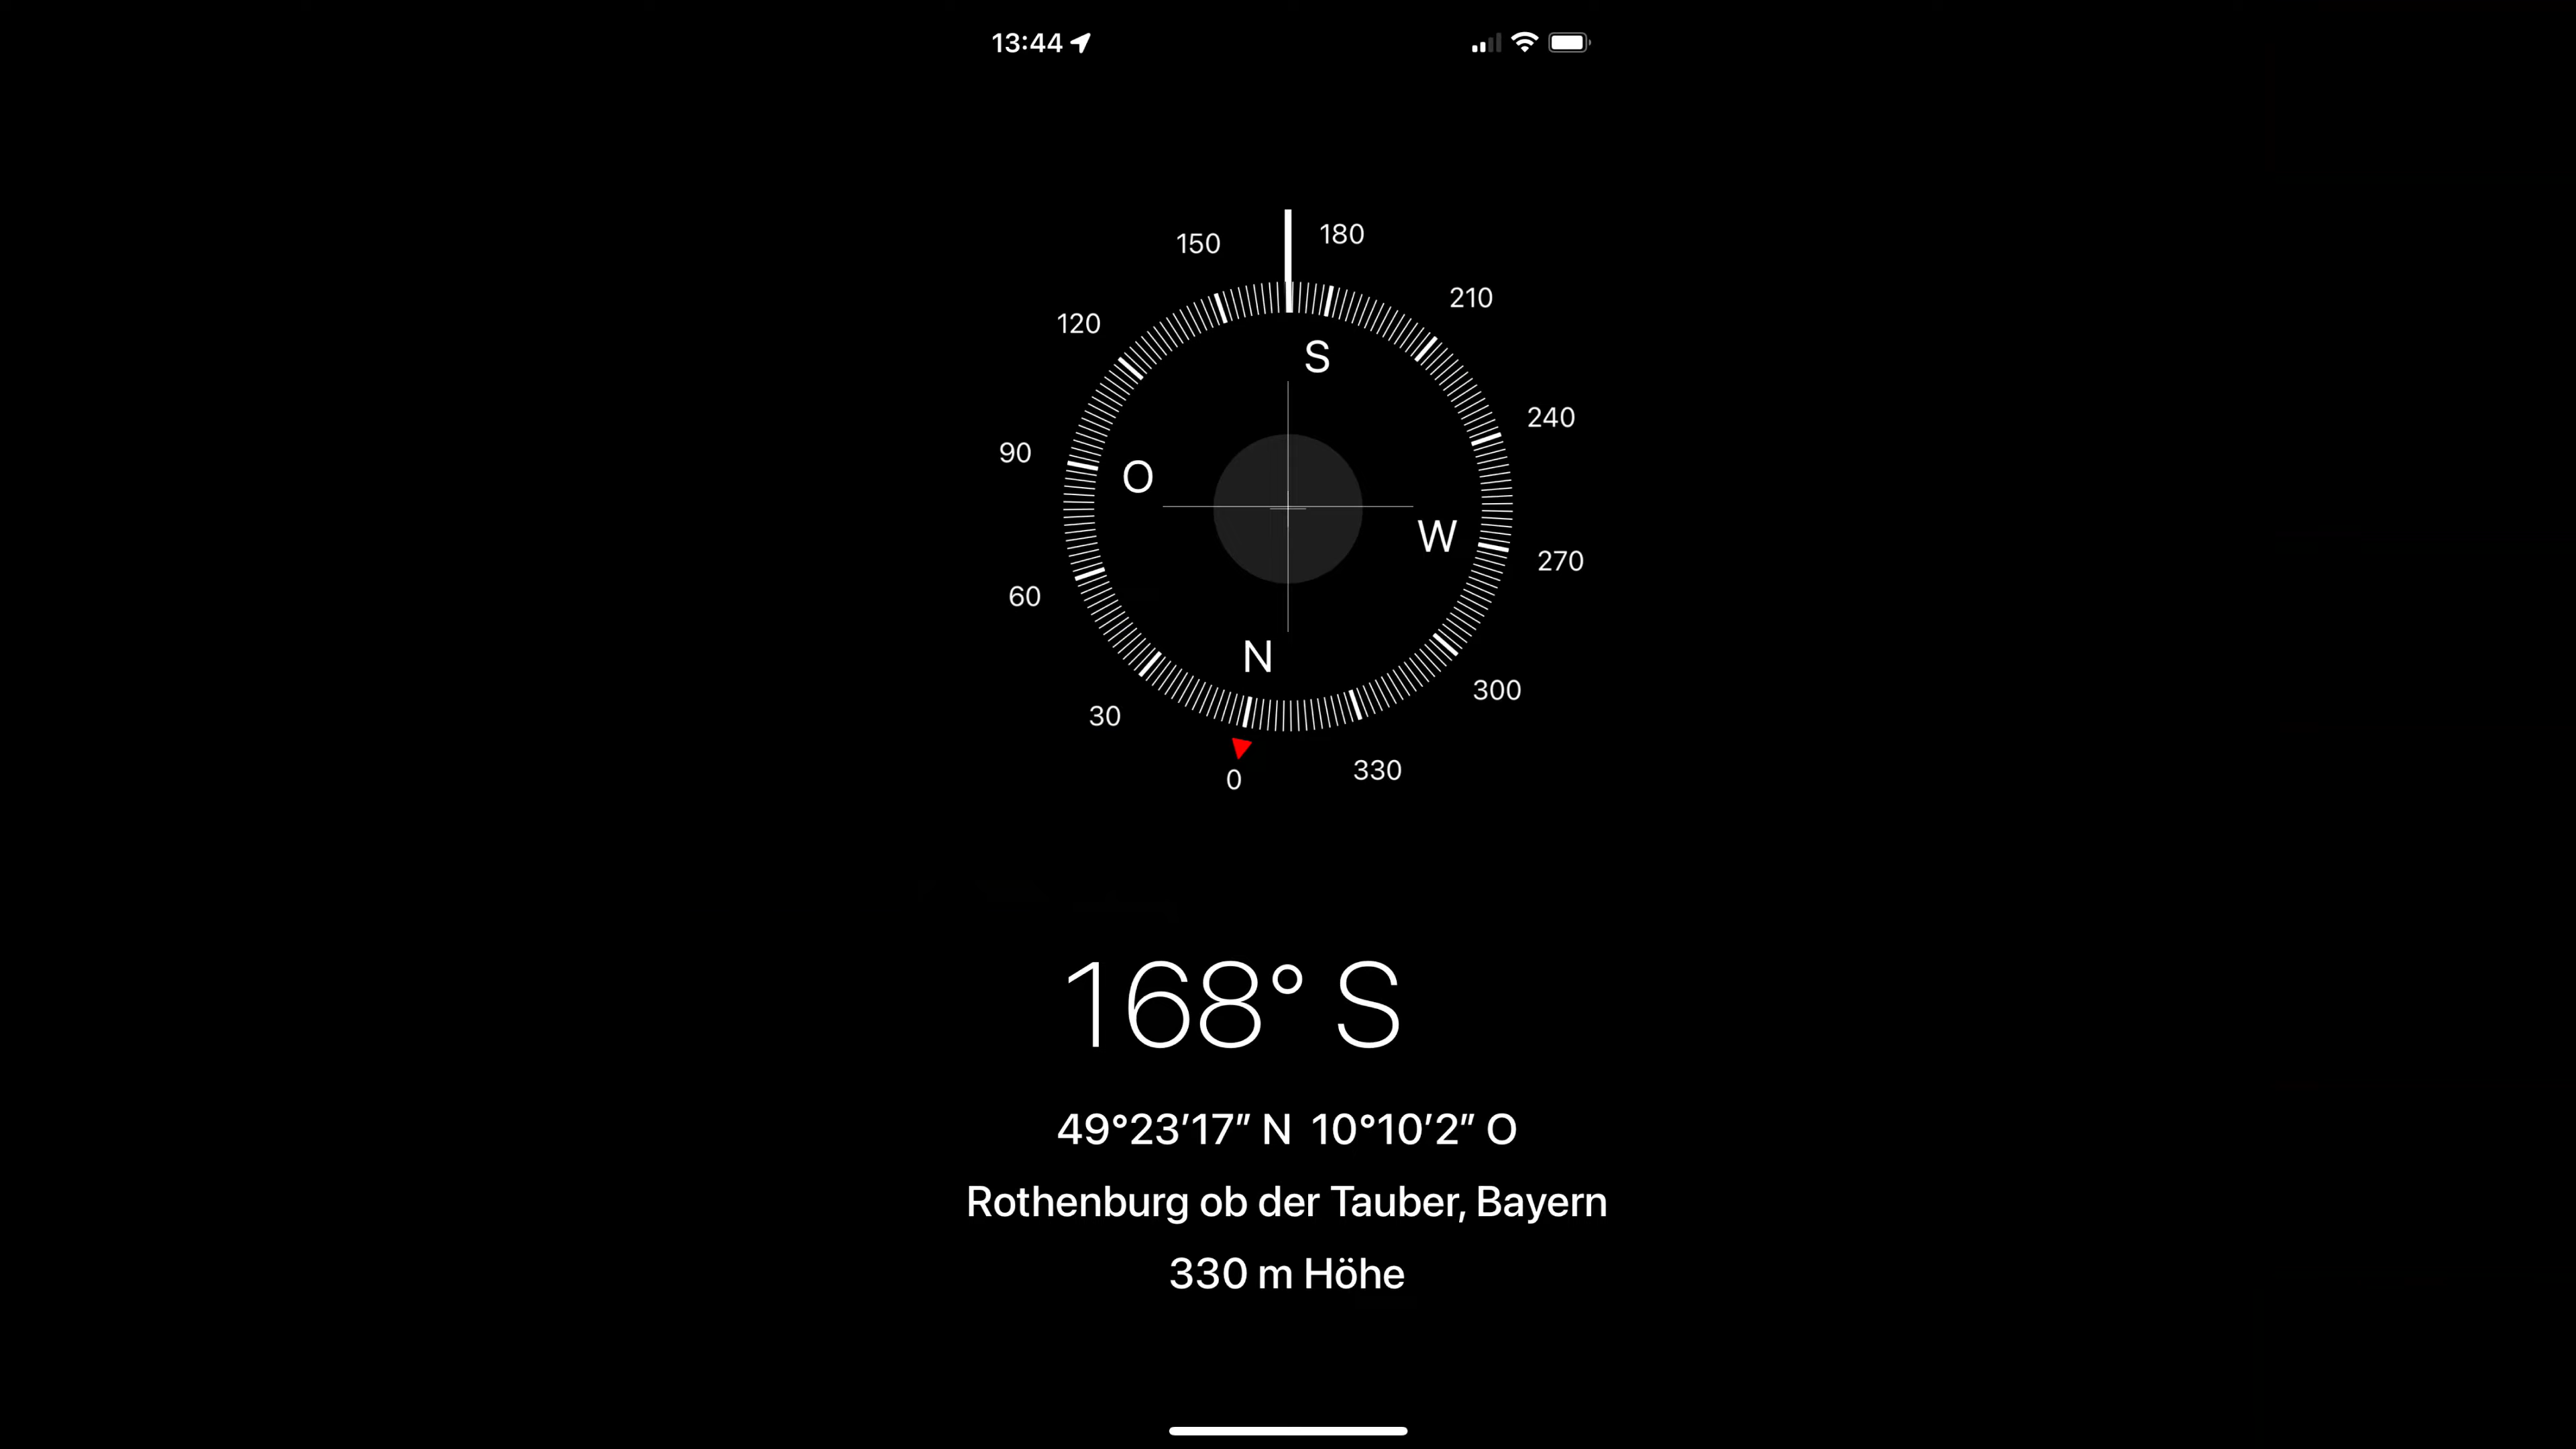 13:44
150
180
120
210
S
240
90
O
W
270
60
N
300
30
330
0
168° S
49°23′17″ N 10°10′2″ O
Rothenburg ob der Tauber, Bayern
330 m Höhe